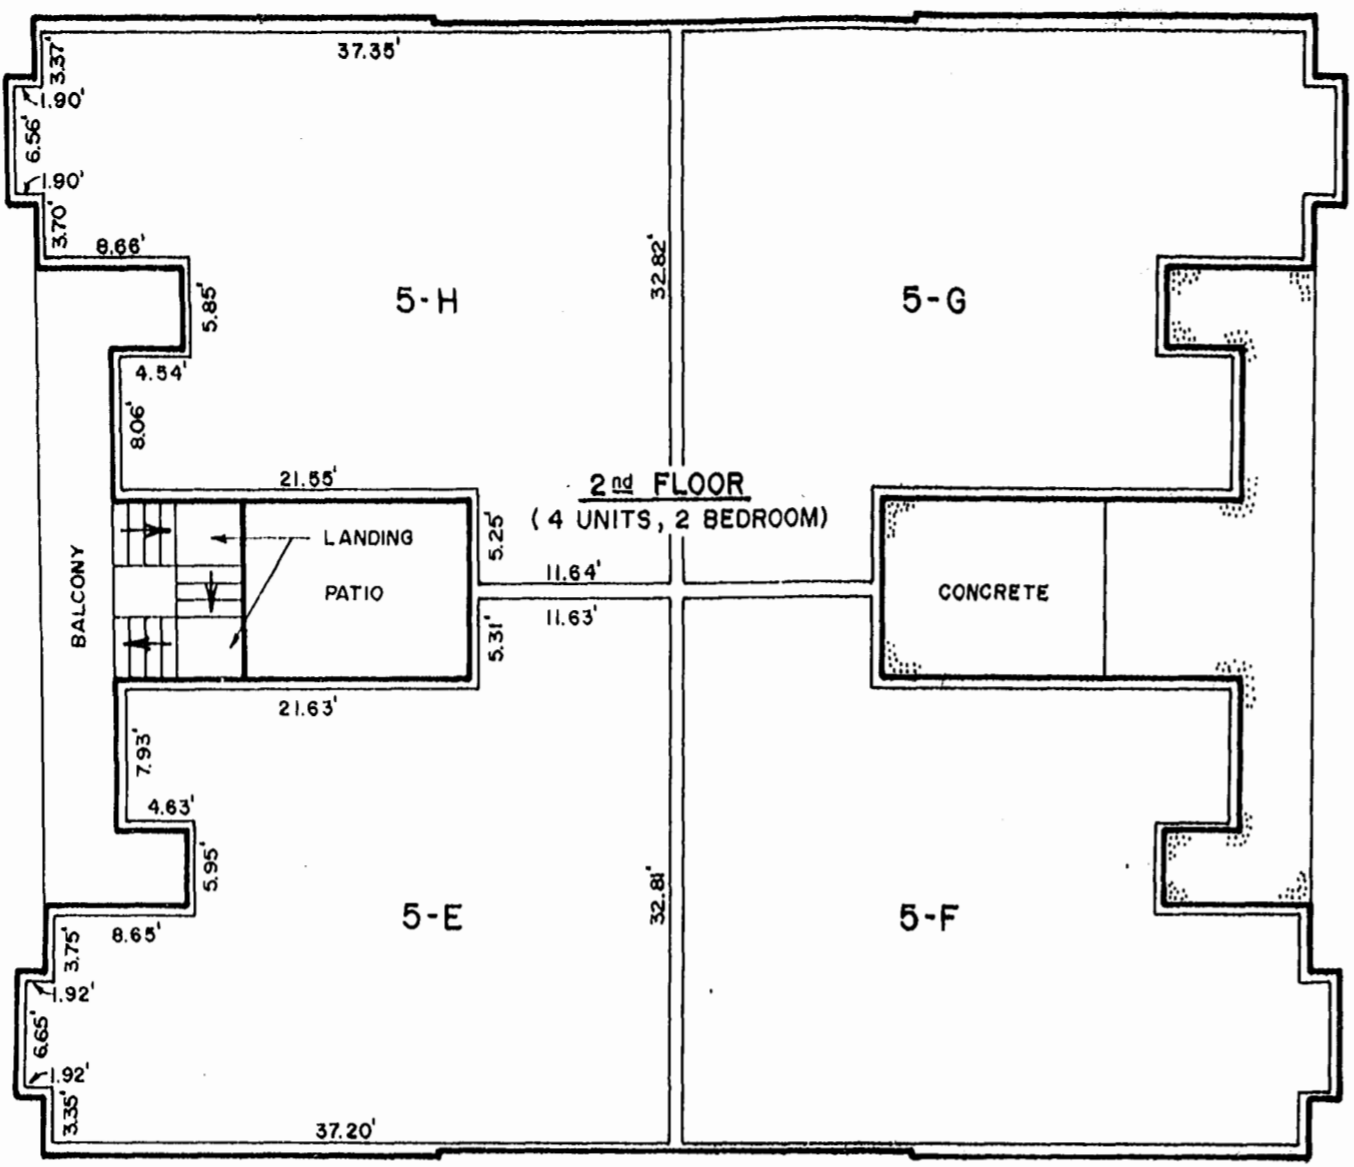 37.35'
3.37'
1.90'
6.56'
1.90'
3.70'
8.66'
5.85'
32.82'
5-H
5-G
4.54'
8.06'
21.55'
2nd FLOOR
(4 UNITS, 2 BEDROOM)
LANDING
5.25'
11.64'
BALCONY
PATIO
CONCRETE
11.63'
5.31'
21.63'
7.93'
4.63'
5.95'
32.81'
5-E
5-F
8.65'
3.75'
1.92'
6.65'
1.92'
3.35'
37.20'